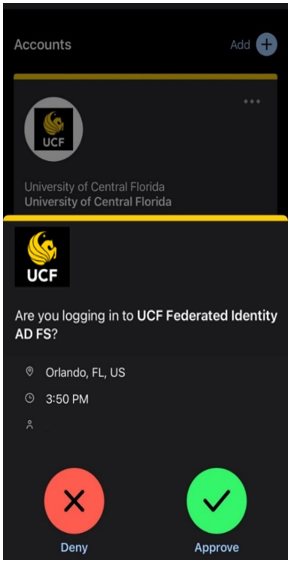 Accounts
Add
UCF
University of Central Florida
University of Central Florida
UCF
Are you logging in to UCF Federated Identity
AD FS?
Orlando, FL, US
3:50 PM
Deny
Approve